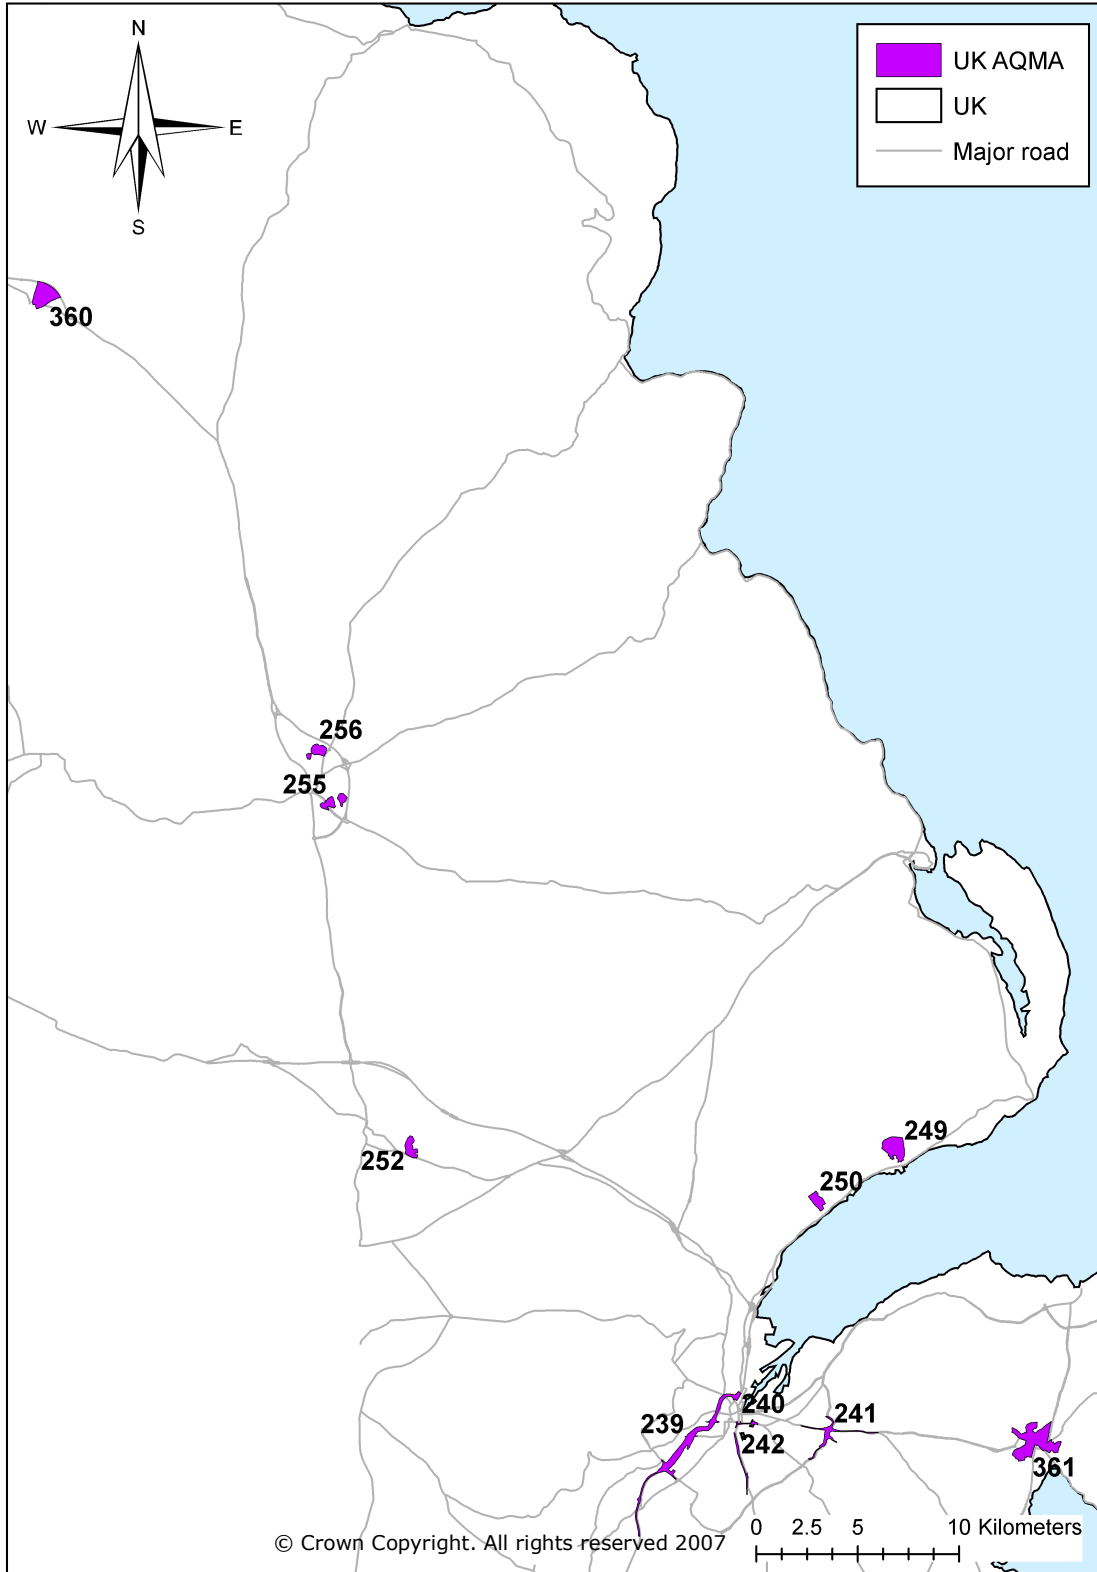 N
W E
S
UK AQMA
UK
Major road
360
256
255
252
249
250
240
239
241
242
361
0 2.5 5 10 Kilometers
© Crown Copyright. All rights reserved 2007